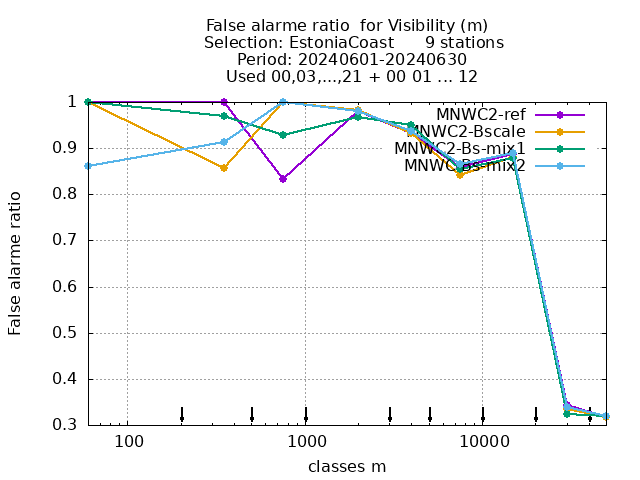 False alarme ratio  for Visibility (m)
Selection: EstoniaCoast      9 stations
Period: 20240601-20240630
Used 00,03,...,21 + 00 01 ... 12
MNWC2-ref
MNWC2-Bscale
MNWC2-Bs-mix1
MNWC2-Bs-mix2
False alarme ratio
1
0.9
0.8
0.7
0.6
0.5
0.4
0.3
100
1000
10000
classes m